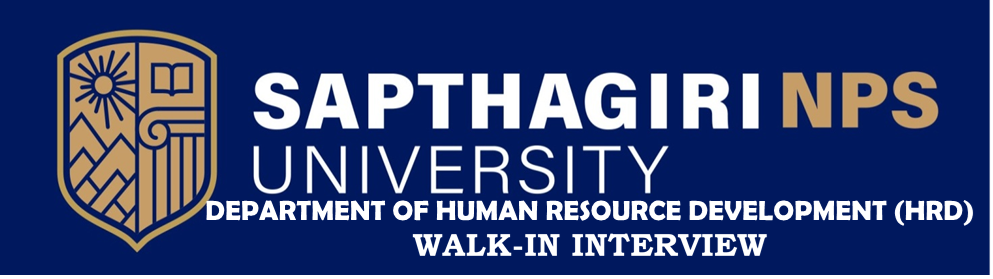 SAPTHAGIRI NPS
UNIVERSITY
DEPARTMENT OF HUMAN RESOURCE DEVELOPMENT (HRD)
WALK-IN INTERVIEW